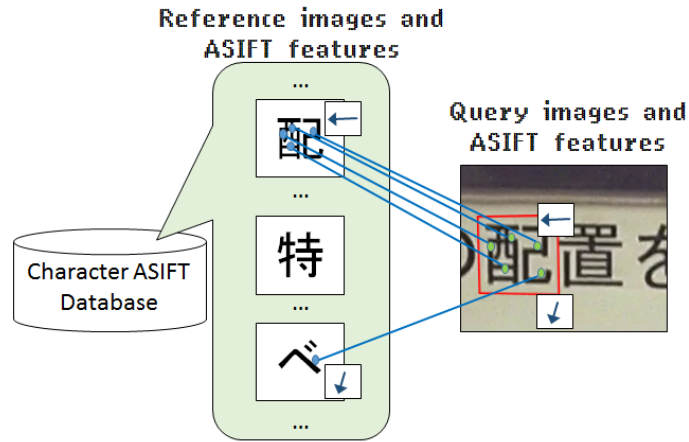 Reference images and
ASIFT features
...
配
...
特
...
べ
...
Character ASIFT
Database
Query images and
ASIFT features
の配置を